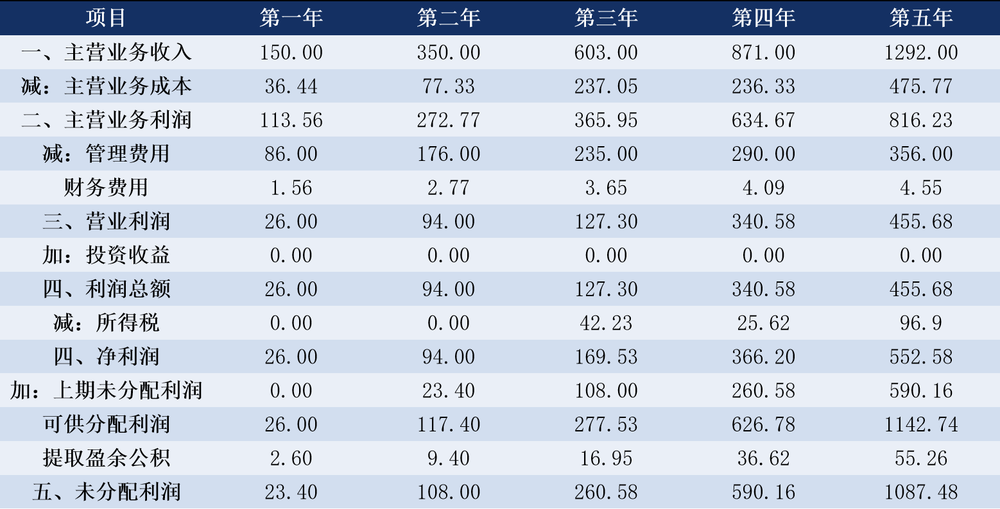 项目 第一年 第二年 第三年 第四年 第五年
一、主营业务收入 150.00 350.00 603.00 871.00 1292.00
减：主营业务成本 36.44 77.33 237.05 236.33 475.77
二、主营业务利润 113.56 272.77 365.95 634.67 816.23
减：管理费用 86.00 176.00 235.00 290.00 356.00
财务费用 1.56 2.77 3.65 4.09 4.55
三、营业利润 26.00 94.00 127.30 340.58 455.68
加：投资收益 0.00 0.00 0.00 0.00 0.00
四、利润总额 26.00 94.00 127.30 340.58 455.68
减：所得税 0.00 0.00 42.23 25.62 96.9
四、净利润 26.00 94.00 169.53 366.20 552.58
加：上期未分配利润 0.00 23.40 108.00 260.58 590.16
可供分配利润 26.00 117.40 277.53 626.78 1142.74
提取盈余公积 2.60 9.40 16.95 36.62 55.26
五、未分配利润 23.40 108.00 260.58 590.16 1087.48